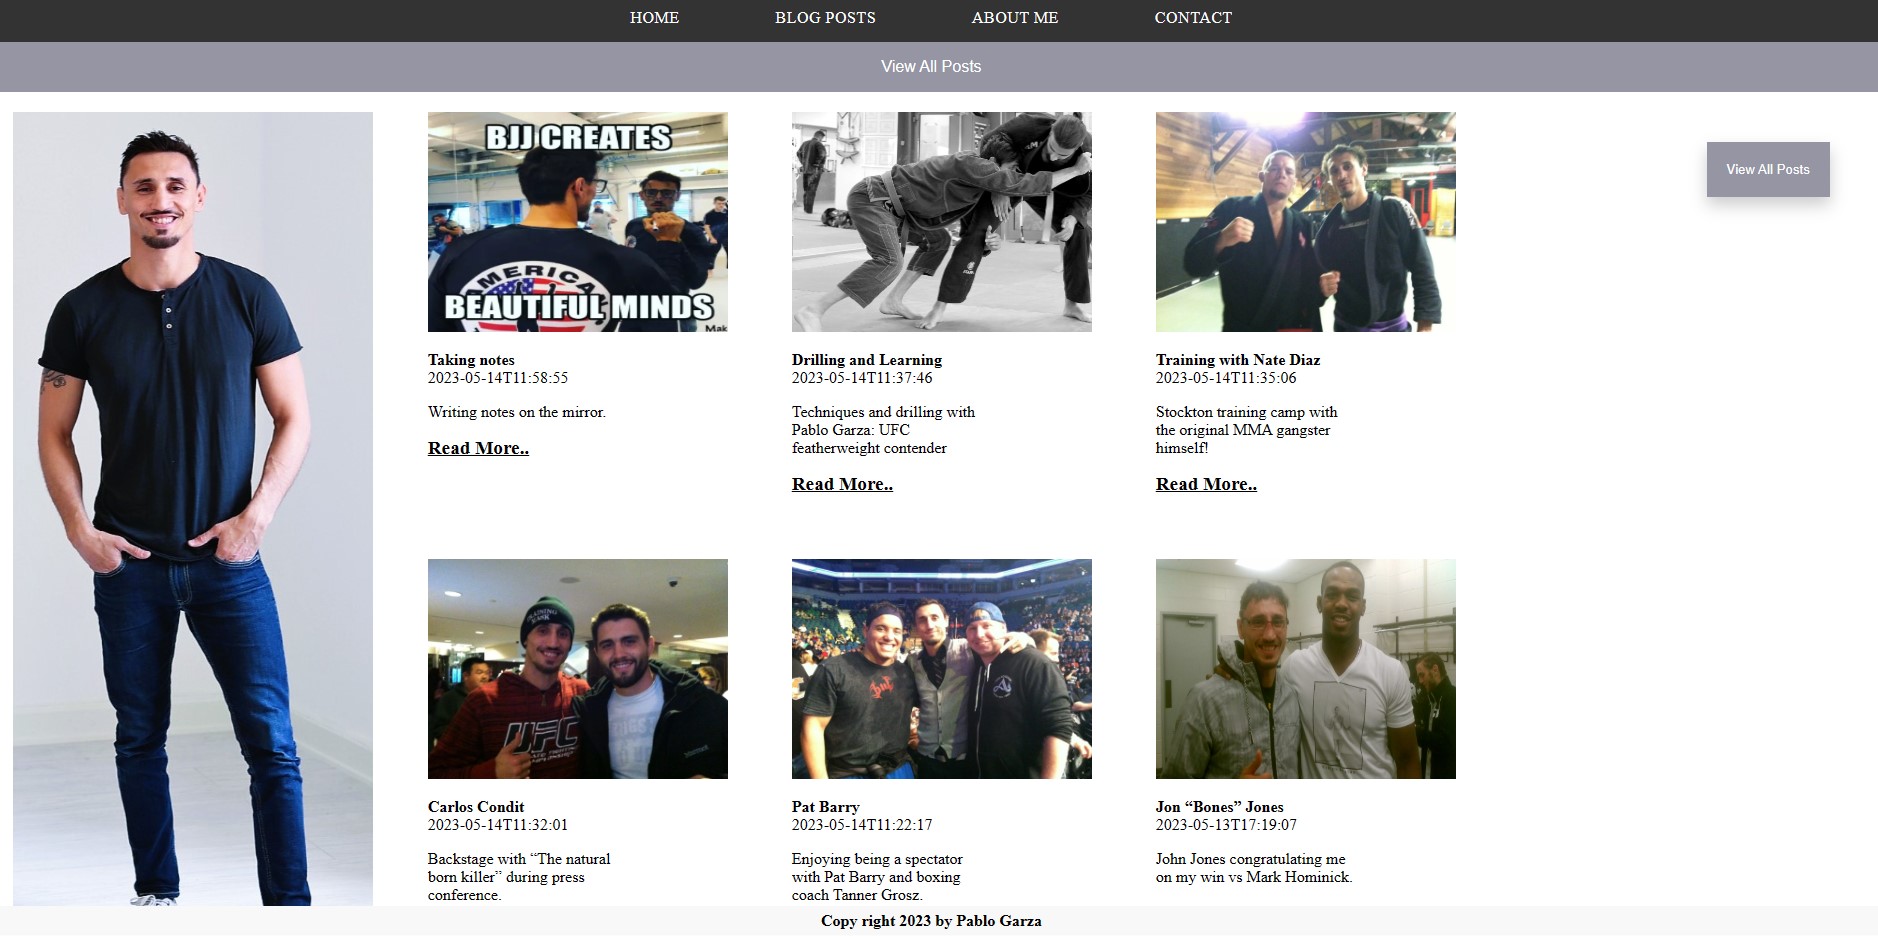 HOME BLOG POSTS ABOUT ME CONTACT
View All Posts
View All Posts
BJJ CREATES
AMERICA
BEAUTIFUL MINDS
Mak
Taking notes
2023-05-14T11:58:55
Writing notes on the mirror.
Read More..
Drilling and Learning
2023-05-14T11:37:46
Techniques and drilling with
Pablo Garza: UFC
featherweight contender
Read More..
Training with Nate Diaz
2023-05-14T11:35:06
Stockton training camp with
the original MMA gangster
himself!
Read More..
TRAINING
MASK
UFC
Carlos Condit
2023-05-14T11:32:01
Backstage with “The natural
born killer” during press
conference.
Pat Barry
2023-05-14T11:22:17
Enjoying being a spectator
with Pat Barry and boxing
coach Tanner Grosz.
Jon “Bones” Jones
2023-05-13T17:19:07
John Jones congratulating me
on my win vs Mark Hominick.
Copy right 2023 by Pablo Garza